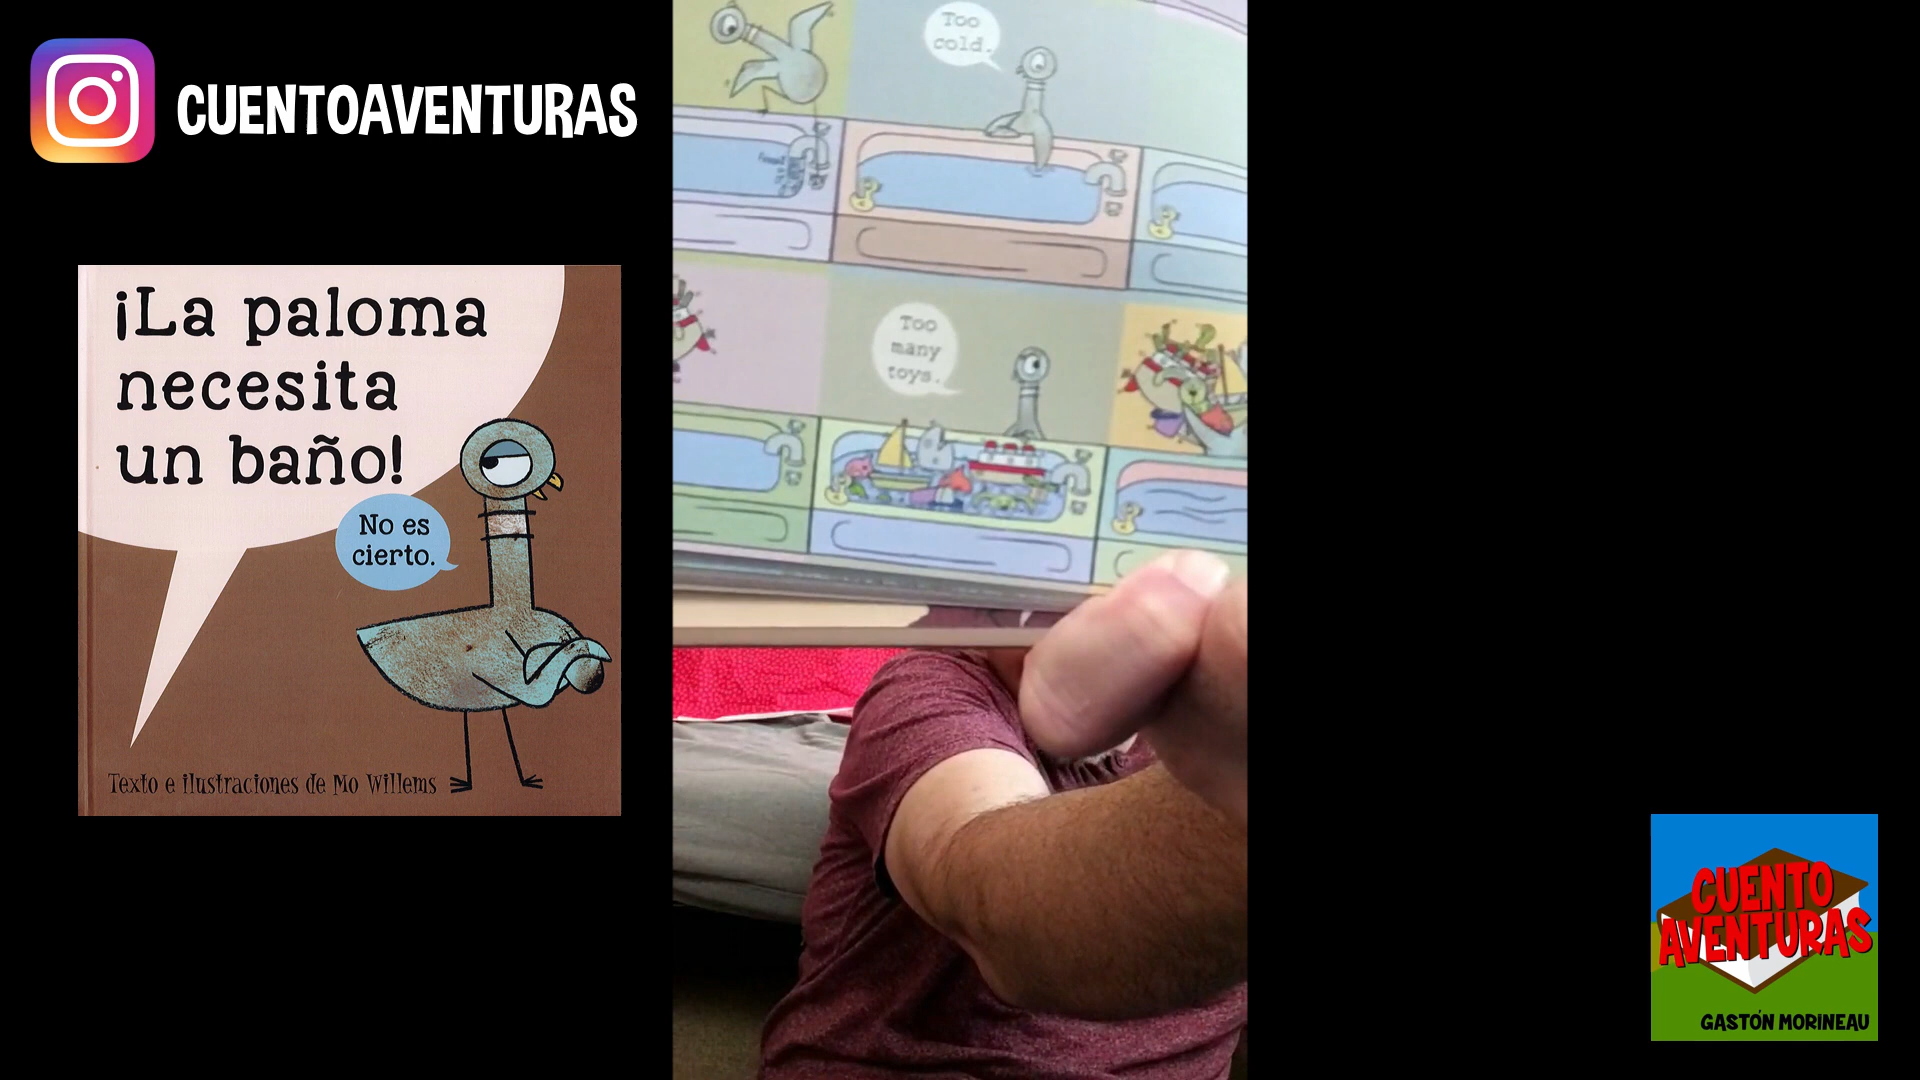 CUENTOAVENTURAS
¡La paloma
necesita
un baño!
No es
cierto.
Texto e ilustraciones de Mo Willems
Too
cold.
Too
many
toys.
CUENTO
AVENTURAS
GASTÓN MORINEAU